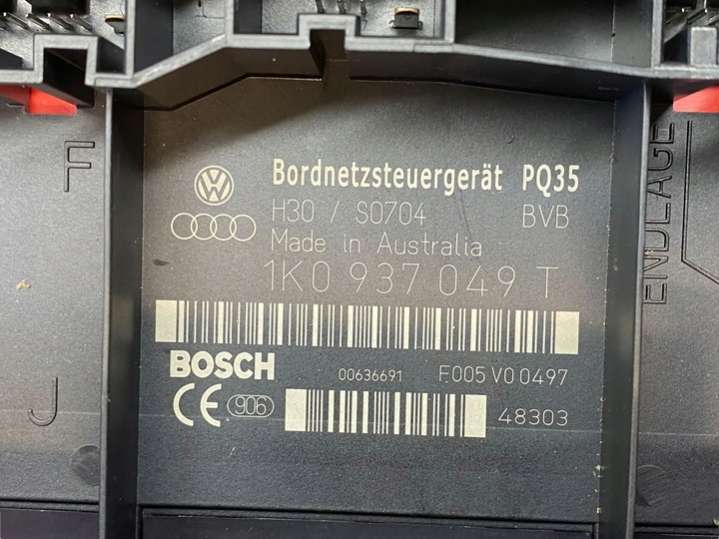 F
Bordnetzsteuergerät PQ35
H30 / S0704 BVB
Made in Australia
1K0 937 049 T
ENDLAGE
BOSCH 00636691 F005 V0 0497
J
CE 906 48303